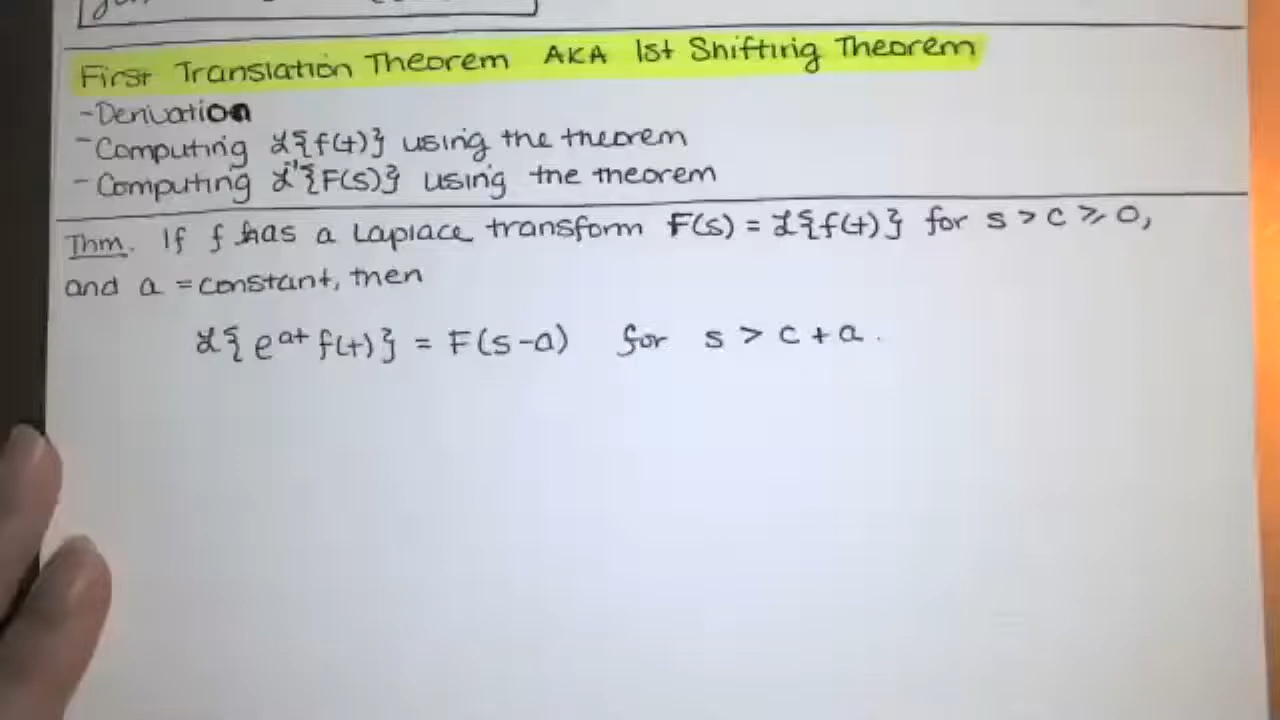 First Translation Theorem AKA 1st Shifting Theorem
-Derivation
-Computing ℒ{f(t)} using the theorem
-Computing ℒ⁻¹{F(s)} using the theorem
Thm. If f has a Laplace transform F(s) = ℒ{f(t)} for s > c ≥ 0,
and a = constant, then
ℒ{e^at f(t)} = F(s-a) for s > c + a.